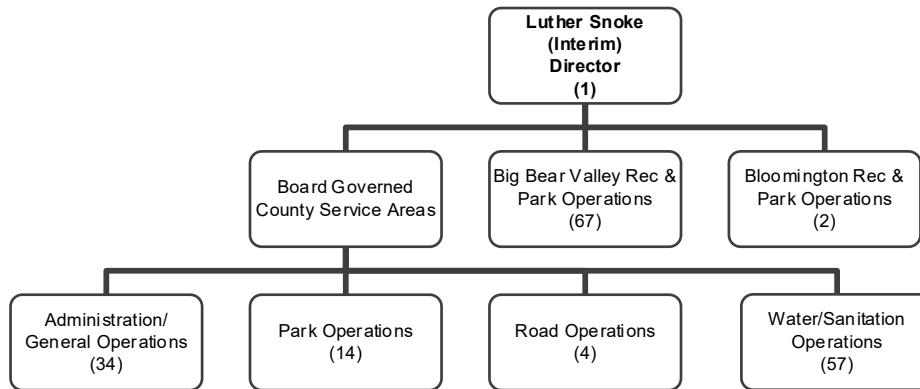 Luther Snoke
(Interim)
Director
(1)
Board Governed
County Service Areas
Big Bear Valley Rec &
Park Operations
(67)
Bloomington Rec &
Park Operations
(2)
Administration/
General Operations
(34)
Park Operations
(14)
Road Operations
(4)
Water/Sanitation
Operations
(57)